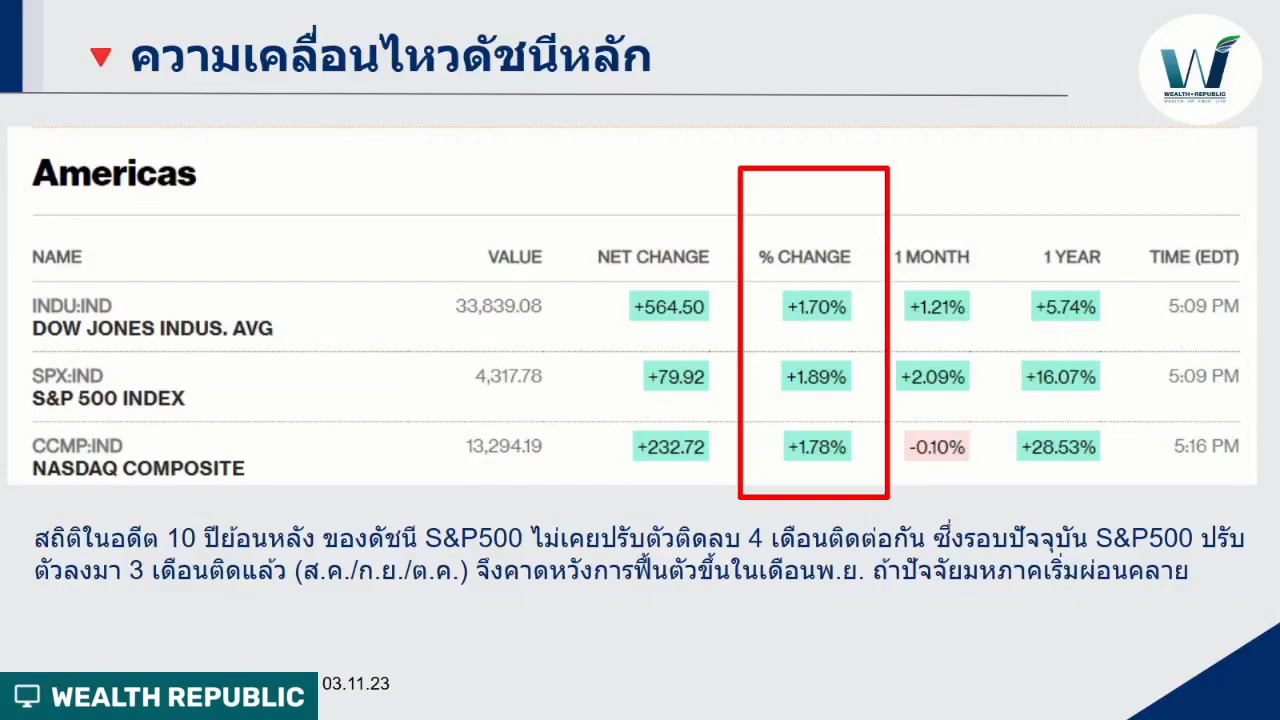 ความเคลื่อนไหวดัชนีหลัก
WEALTH•REPUBLIC
Americas
NAME VALUE NET CHANGE % CHANGE 1 MONTH 1 YEAR TIME (EDT)
INDU:IND 33,839.08 +564.50 +1.70% +1.21% +5.74% 5:09 PM
DOW JONES INDUS. AVG
SPX:IND 4,317.78 +79.92 +1.89% +2.09% +16.07% 5:09 PM
S&P 500 INDEX
CCMP:IND 13,294.19 +232.72 +1.78% -0.10% +28.53% 5:16 PM
NASDAQ COMPOSITE
สถิติในอดีต 10 ปีย้อนหลัง ของดัชนี S&P500 ไม่เคยปรับตัวติดลบ 4 เดือนติดต่อกัน ซึ่งรอบปัจจุบัน S&P500 ปรับ
ตัวลงมา 3 เดือนติดแล้ว (ส.ค./ก.ย./ต.ค.) จึงคาดหวังการฟื้นตัวขึ้นในเดือนพ.ย. ถ้าปัจจัยมหภาคเริ่มผ่อนคลาย
WEALTH REPUBLIC 03.11.23